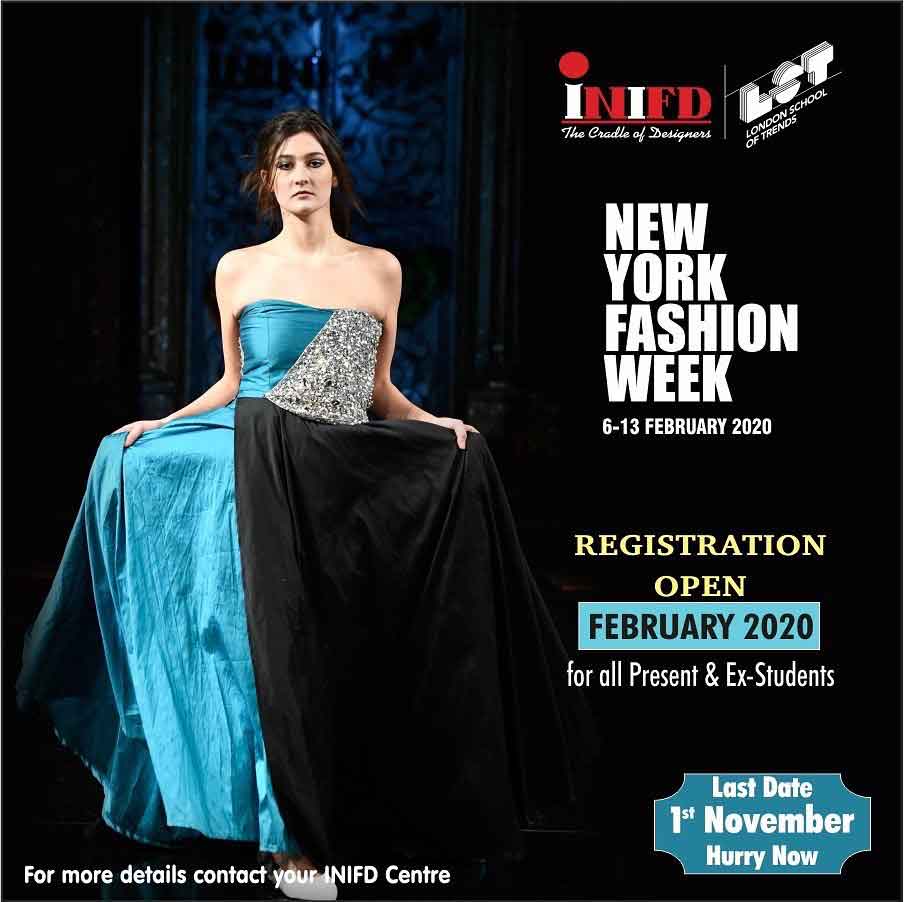 iNIFD
The Cradle of Designers
LST
LONDON SCHOOL
OF TRENDS
NEW
YORK
FASHION
WEEK
6-13 FEBRUARY 2020
REGISTRATION
OPEN
FEBRUARY 2020
for all Present & Ex-Students
Last Date
1st November
Hurry Now
For more details contact your INIFD Centre